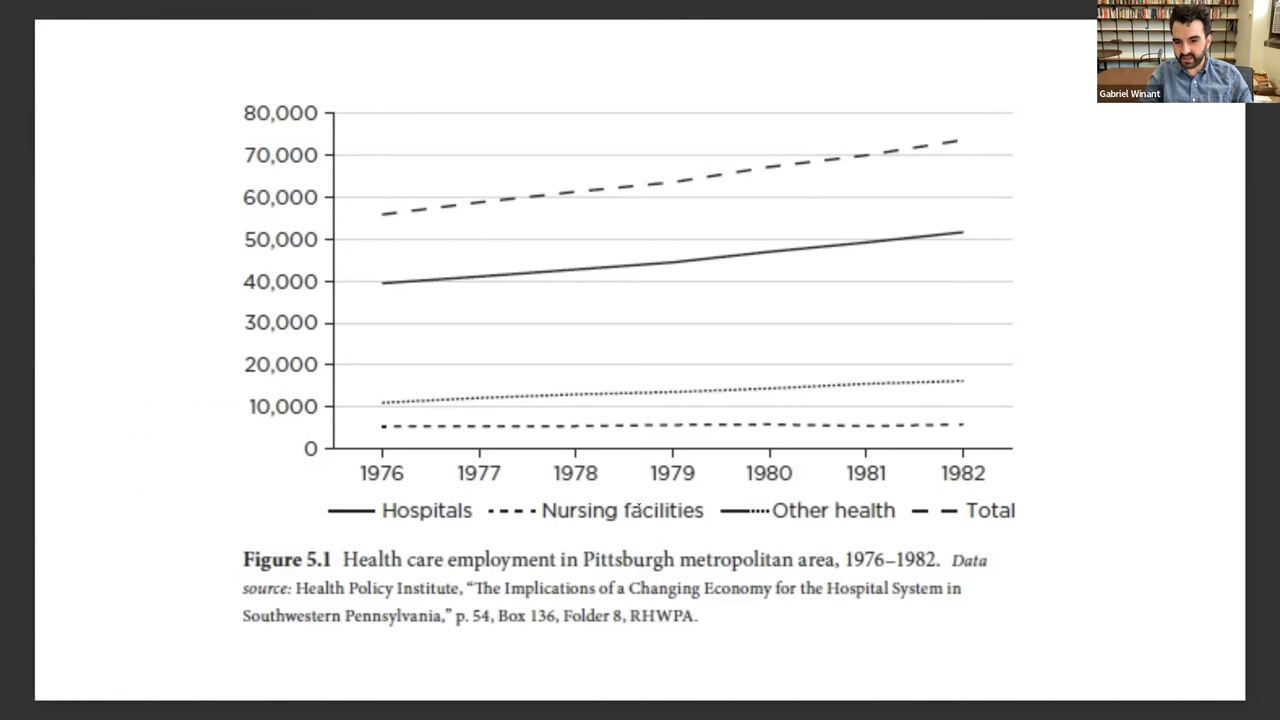 Gabriel Winant
80,000
70,000
60,000
50,000
40,000
30,000
20,000
10,000
0
1976 1977 1978 1979 1980 1981 1982
Hospitals Nursing facilities Other health Total
Figure 5.1 Health care employment in Pittsburgh metropolitan area, 1976–1982. Data
source: Health Policy Institute, “The Implications of a Changing Economy for the Hospital System in
Southwestern Pennsylvania,” p. 54, Box 136, Folder 8, RHWPA.